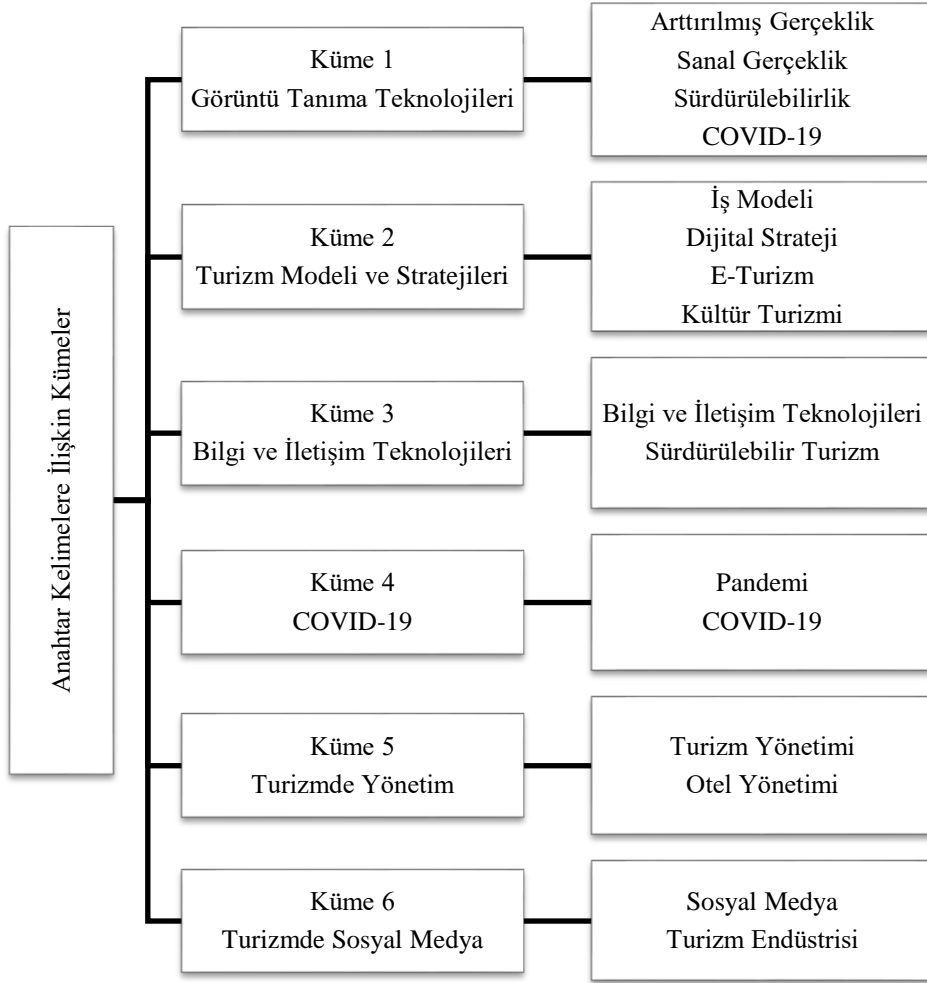 Anahtar Kelimelere İlişkin Kümeler
Küme 1
Görüntü Tanıma Teknolojileri
Arttırılmış Gerçeklik
Sanal Gerçeklik
Sürdürülebilirlik
COVID-19
Küme 2
Turizm Modeli ve Stratejileri
İş Modeli
Dijital Strateji
E-Turizm
Kültür Turizmi
Küme 3
Bilgi ve İletişim Teknolojileri
Bilgi ve İletişim Teknolojileri
Sürdürülebilir Turizm
Küme 4
COVID-19
Pandemi
COVID-19
Küme 5
Turizmde Yönetim
Turizm Yönetimi
Otel Yönetimi
Küme 6
Turizmde Sosyal Medya
Sosyal Medya
Turizm Endüstrisi